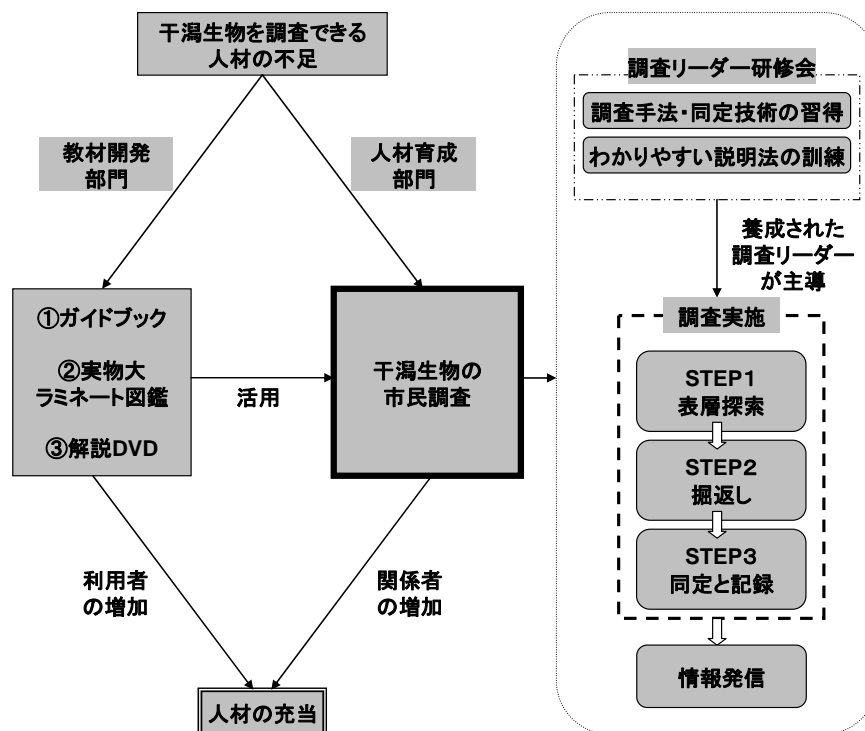 干潟生物を調査できる
人材の不足
教材開発
部門
人材育成
部門
①ガイドブック
②実物大
ラミネート図鑑
③解説DVD
活用
干潟生物の
市民調査
利用者
の増加
関係者
の増加
人材の充当
調査リーダー研修会
調査手法・同定技術の習得
わかりやすい説明法の訓練
養成された
調査リーダー
が主導
調査実施
STEP1
表層探索
STEP2
掘返し
STEP3
同定と記録
情報発信